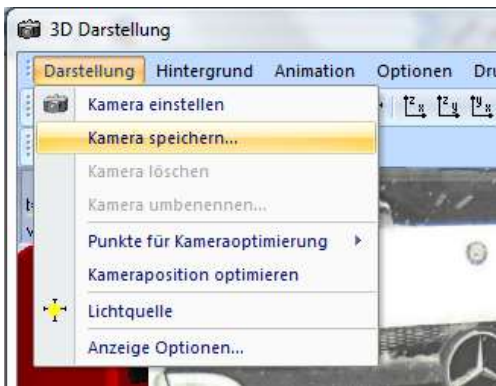 3D Darstellung
Darstellung Hintergrund Animation Optionen
Kamera einstellen
Kamera speichern...
Kamera löschen
Kamera umbenennen...
Punkte für Kameraoptimierung
Kameraposition optimieren
Lichtquelle
Anzeige Optionen...